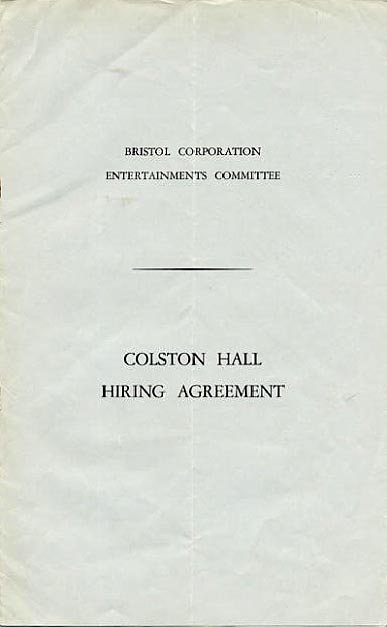 BRISTOL CORPORATION
ENTERTAINMENTS COMMITTEE
COLSTON HALL
HIRING AGREEMENT